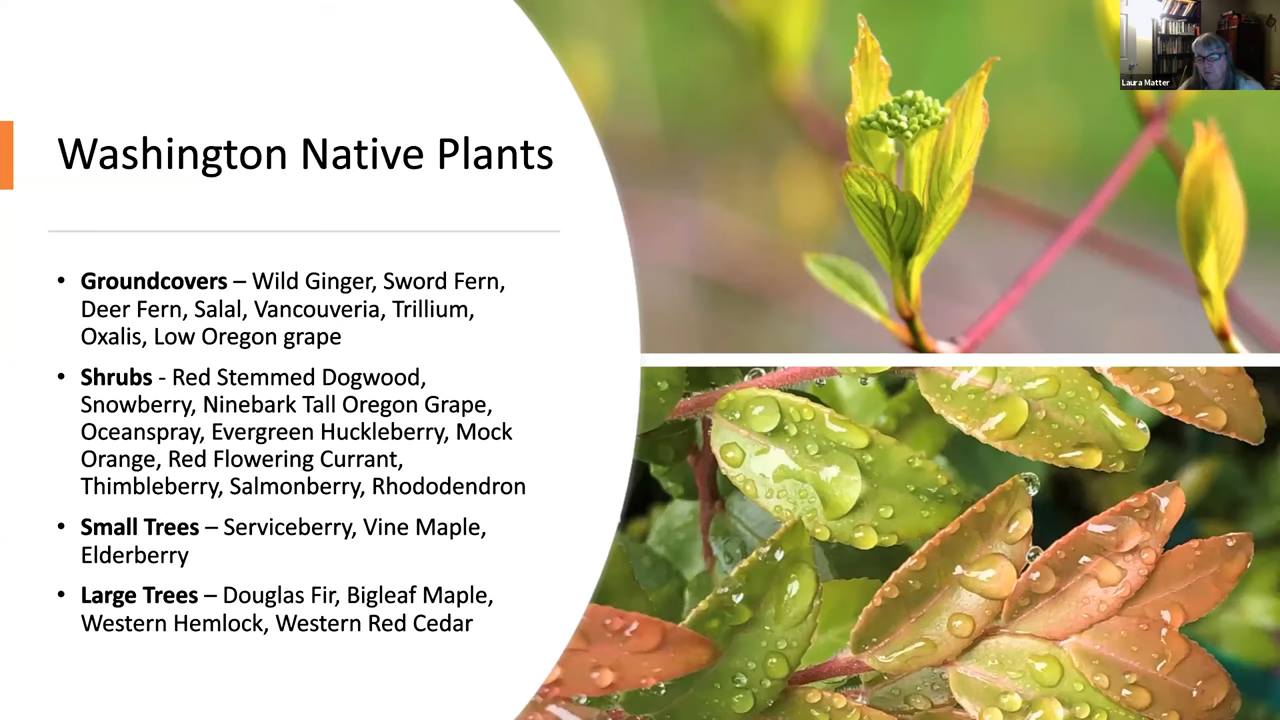 Laura Matter
Washington Native Plants
• Groundcovers – Wild Ginger, Sword Fern,
Deer Fern, Salal, Vancouveria, Trillium,
Oxalis, Low Oregon grape
• Shrubs - Red Stemmed Dogwood,
Snowberry, Ninebark Tall Oregon Grape,
Oceanspray, Evergreen Huckleberry, Mock
Orange, Red Flowering Currant,
Thimbleberry, Salmonberry, Rhododendron
• Small Trees – Serviceberry, Vine Maple,
Elderberry
• Large Trees – Douglas Fir, Bigleaf Maple,
Western Hemlock, Western Red Cedar